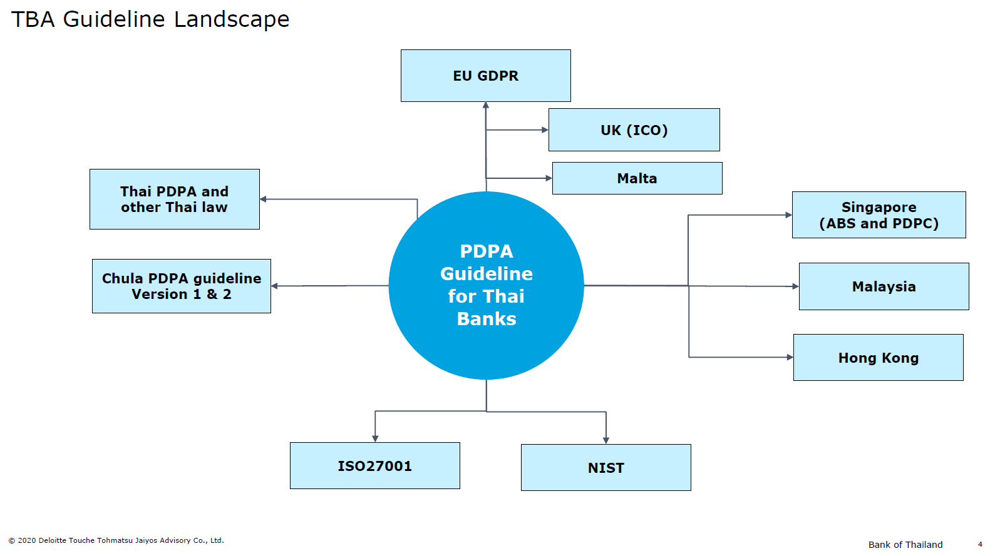 TBA Guideline Landscape
EU GDPR
UK (ICO)
Malta
Thai PDPA and
other Thai law
Singapore
(ABS and PDPC)
PDPA
Guideline
for Thai
Banks
Chula PDPA guideline
Version 1 & 2
Malaysia
Hong Kong
ISO27001
NIST
© 2020 Deloitte Touche Tohmatsu Jaiyos Advisory Co., Ltd.
Bank of Thailand
4